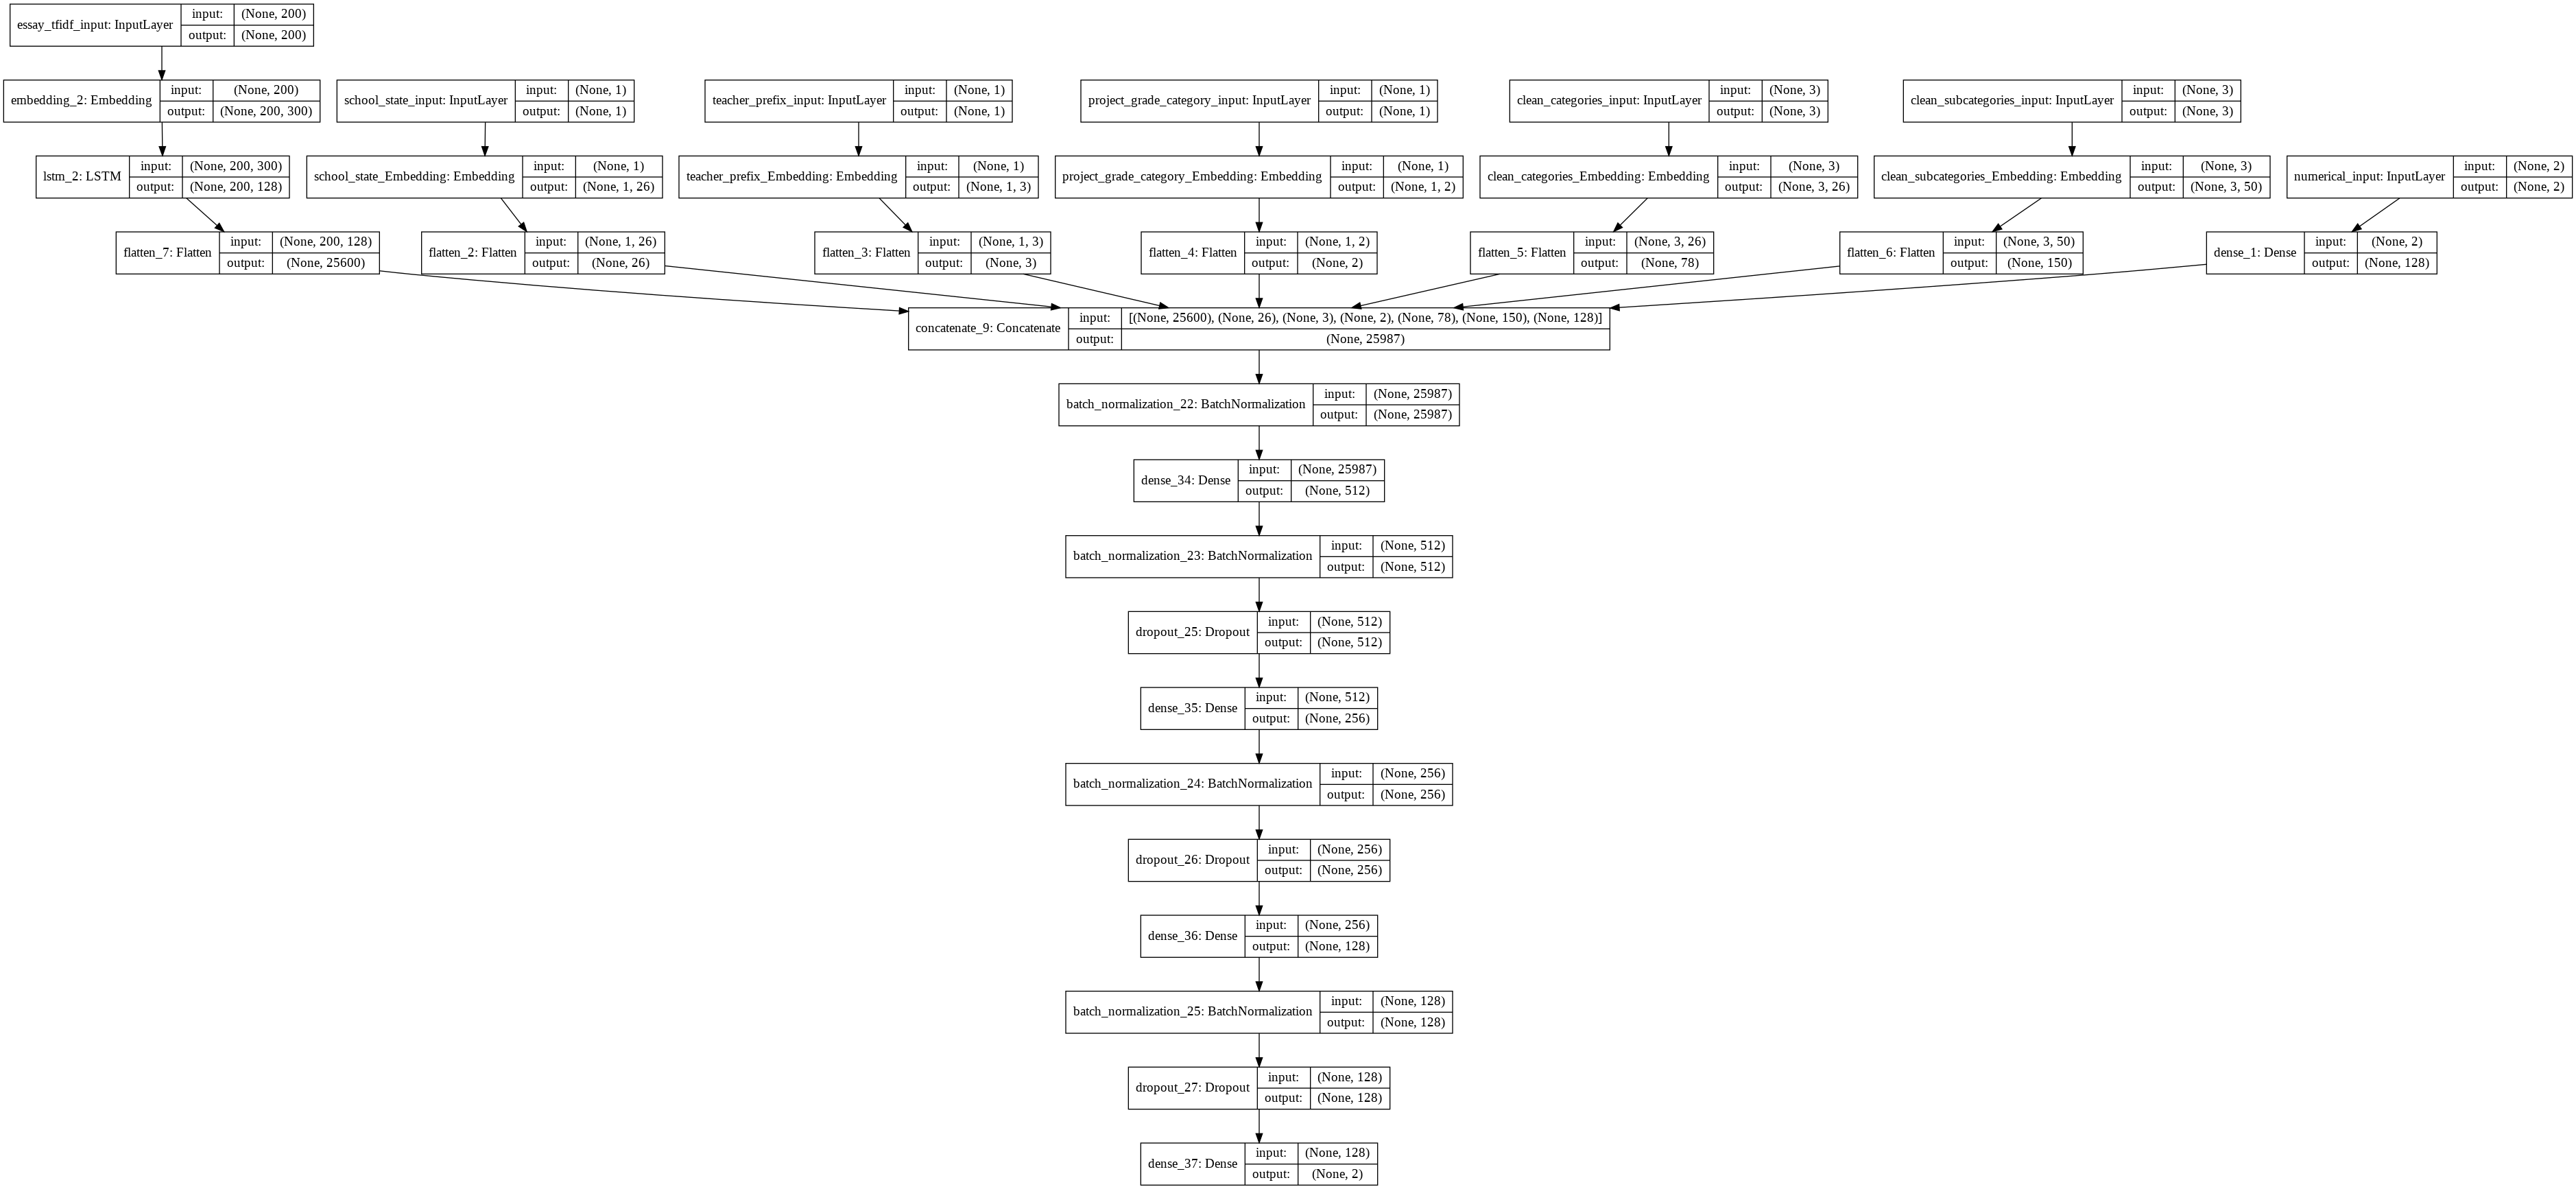 essay_tfidf_input: InputLayer
input: (None, 200)
output: (None, 200)
embedding_2: Embedding
input: (None, 200)
output: (None, 200, 300)
school_state_input: InputLayer
input: (None, 1)
output: (None, 1)
teacher_prefix_input: InputLayer
input: (None, 1)
output: (None, 1)
project_grade_category_input: InputLayer
input: (None, 1)
output: (None, 1)
clean_categories_input: InputLayer
input: (None, 3)
output: (None, 3)
clean_subcategories_input: InputLayer
input: (None, 3)
output: (None, 3)
lstm_2: LSTM
input: (None, 200, 300)
output: (None, 200, 128)
school_state_Embedding: Embedding
input: (None, 1)
output: (None, 1, 26)
teacher_prefix_Embedding: Embedding
input: (None, 1)
output: (None, 1, 3)
project_grade_category_Embedding: Embedding
input: (None, 1)
output: (None, 1, 2)
clean_categories_Embedding: Embedding
input: (None, 3)
output: (None, 3, 26)
clean_subcategories_Embedding: Embedding
input: (None, 3)
output: (None, 3, 50)
numerical_input: InputLayer
input: (None, 2)
output: (None, 2)
flatten_7: Flatten
input: (None, 200, 128)
output: (None, 25600)
flatten_2: Flatten
input: (None, 1, 26)
output: (None, 26)
flatten_3: Flatten
input: (None, 1, 3)
output: (None, 3)
flatten_4: Flatten
input: (None, 1, 2)
output: (None, 2)
flatten_5: Flatten
input: (None, 3, 26)
output: (None, 78)
flatten_6: Flatten
input: (None, 3, 50)
output: (None, 150)
dense_1: Dense
input: (None, 2)
output: (None, 128)
concatenate_9: Concatenate
input: [(None, 25600), (None, 26), (None, 3), (None, 2), (None, 78), (None, 150), (None, 128)]
output: (None, 25987)
batch_normalization_22: BatchNormalization
input: (None, 25987)
output: (None, 25987)
dense_34: Dense
input: (None, 25987)
output: (None, 512)
batch_normalization_23: BatchNormalization
input: (None, 512)
output: (None, 512)
dropout_25: Dropout
input: (None, 512)
output: (None, 512)
dense_35: Dense
input: (None, 512)
output: (None, 256)
batch_normalization_24: BatchNormalization
input: (None, 256)
output: (None, 256)
dropout_26: Dropout
input: (None, 256)
output: (None, 256)
dense_36: Dense
input: (None, 256)
output: (None, 128)
batch_normalization_25: BatchNormalization
input: (None, 128)
output: (None, 128)
dropout_27: Dropout
input: (None, 128)
output: (None, 128)
dense_37: Dense
input: (None, 128)
output: (None, 2)